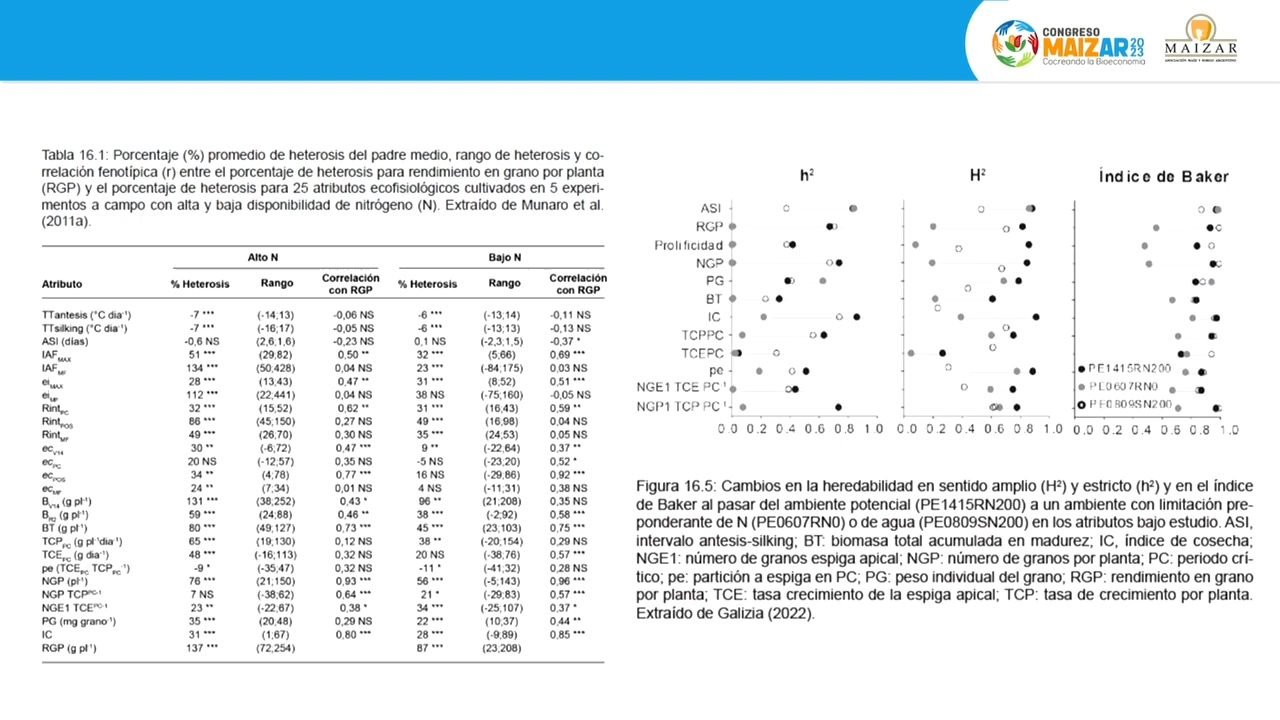 CONGRESO
MAIZAR 2023
Cocreando la Bioeconomía
MAIZAR
ASOCIACIÓN MAÍZ Y SORGO ARGENTINO
Tabla 16.1: Porcentaje (%) promedio de heterosis del padre medio, rango de heterosis y co-
rrelación fenotípica (r) entre el porcentaje de heterosis para rendimiento en grano por planta
(RGP) y el porcentaje de heterosis para 25 atributos ecofisiológicos cultivados en 5 experi-
mentos a campo con alta y baja disponibilidad de nitrógeno (N). Extraído de Munaro et al.
(2011a).
Alto N Bajo N
Atributo % Heterosis Rango Correlación con RGP % Heterosis Rango Correlación con RGP
TTantesis (°C dia-1) -7 *** (-14;13) -0,06 NS -6 *** (-13,14) -0,11 NS
TTsilking (°C dia-1) -7 *** (-16;17) -0,05 NS -6 *** (-13;13) -0,13 NS
ASI (días) -0,6 NS (2,6;1,6) -0,23 NS 0,1 NS (-2,3;1,5) -0,37 *
IAFMAX 51 *** (29,82) 0,50 ** 32 *** (5;66) 0,69 ***
IAFMF 134 *** (50,428) 0,04 NS 23 *** (-84;175) 0,03 NS
eiMAX 28 *** (13,43) 0,47 ** 31 *** (8;52) 0,51 ***
eiMF 112 *** (22,441) 0,04 NS 38 NS (-75;160) -0,05 NS
RintPC 32 *** (15,52) 0,62 ** 31 *** (16,43) 0,59 **
RintPOS 86 *** (45;150) 0,27 NS 49 *** (16,98) 0,04 NS
RintMF 49 *** (26,70) 0,30 NS 35 *** (24;53) 0,05 NS
ecV14 30 ** (-6;72) 0,47 *** 9 ** (-22,64) 0,37 **
ecPC 20 NS (-12;57) 0,35 NS -5 NS (-23,20) 0,52 *
ecPOS 34 ** (4;78) 0,77 *** 16 NS (-29,86) 0,92 ***
ecMF 24 ** (7,34) 0,01 NS 4 NS (-11,31) 0,38 NS
BV14 (g pl-1) 131 *** (38,252) 0,43 * 96 ** (21;208) 0,35 NS
BR2 (g pl-1) 59 *** (24;88) 0,46 ** 38 *** (-2;92) 0,58 ***
BT (g pl-1) 80 *** (49,127) 0,73 *** 45 *** (23,103) 0,75 ***
TCPPC (g pl-1dia-1) 65 *** (19,130) 0,12 NS 38 ** (-20;154) 0,29 NS
TCEPC (g dia-1) 48 *** (-16;113) 0,32 NS 20 NS (-38;76) 0,57 ***
pe (TCEPC TCPPC-1) -9 * (-35;47) 0,32 NS -11 * (-41;32) 0,28 NS
NGP (pl-1) 76 *** (21;150) 0,93 *** 56 *** (-5;143) 0,96 ***
NGP TCPPC-1 7 NS (-38;62) 0,64 *** 21 * (-29;83) 0,57 ***
NGE1 TCEPC-1 23 ** (-22;67) 0,38 * 34 *** (-25;107) 0,37 *
PG (mg grano-1) 35 *** (20;48) 0,29 NS 22 *** (10;37) 0,44 **
IC 31 *** (1;67) 0,80 *** 28 *** (-9;89) 0,85 ***
RGP (g pl-1) 137 *** (72,254) 87 *** (23,208)
h2 H2 Índice de Baker
ASI
RGP
Prolificidad
NGP
PG
BT
IC
TCPPC
TCEPC
pe
NGE1 TCE PC-1
NGP1 TCP PC-1
PE1415RN200
PE0607RN0
PE0809SN200
0.0 0.2 0.4 0.6 0.8 1.0 0.0 0.2 0.4 0.6 0.8 1.0 0.0 0.2 0.4 0.6 0.8 1.0
Figura 16.5: Cambios en la heredabilidad en sentido amplio (H2) y estricto (h2) y en el índice
de Baker al pasar del ambiente potencial (PE1415RN200) a un ambiente con limitación pre-
ponderante de N (PE0607RN0) o de agua (PE0809SN200) en los atributos bajo estudio. ASI,
intervalo antesis-silking; BT: biomasa total acumulada en madurez; IC, índice de cosecha;
NGE1: número de granos espiga apical; NGP: número de granos por planta; PC: periodo crí-
tico; pe: partición a espiga en PC; PG: peso individual del grano; RGP: rendimiento en grano
por planta; TCE: tasa crecimiento de la espiga apical; TCP: tasa de crecimiento por planta.
Extraído de Galizia (2022).